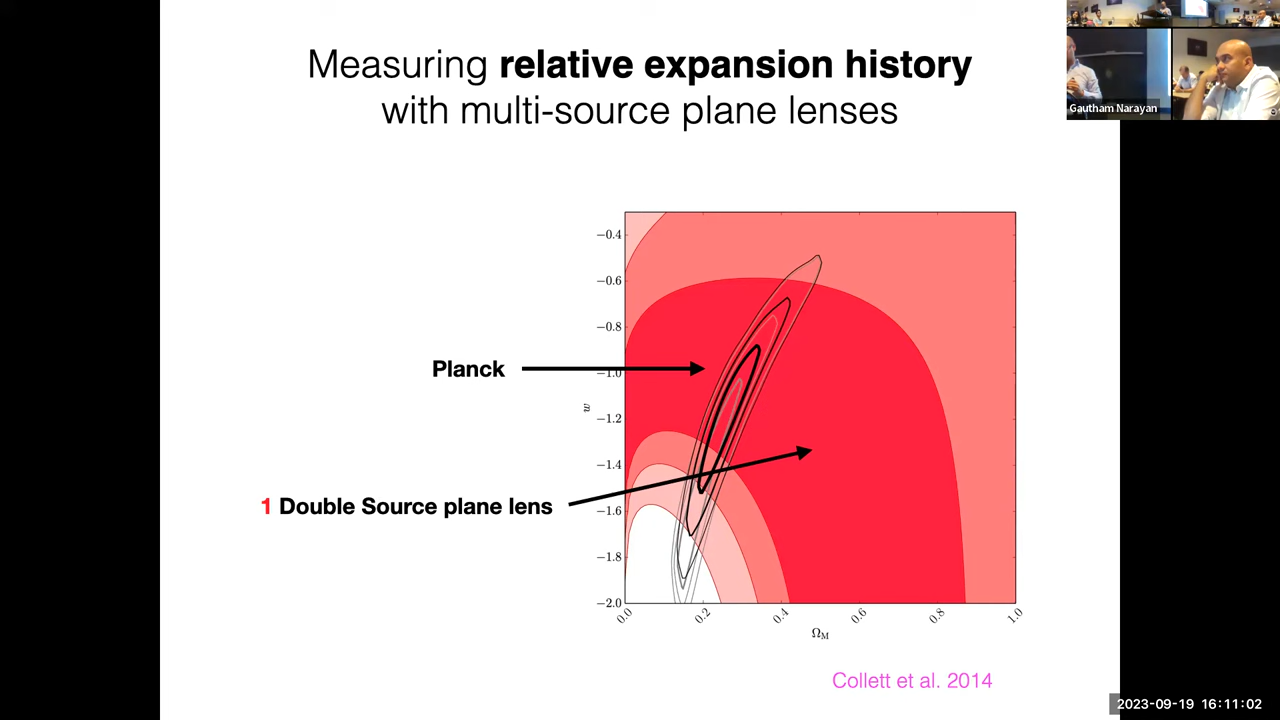 Measuring relative expansion history
with multi-source plane lenses
Gautham Narayan
−0.4
−0.6
−0.8
Planck
−1.0
−1.2
w
−1.4
1 Double Source plane lens
−1.6
−1.8
−2.0
0.0 0.2 0.4 0.6 0.8 1.0
ΩM
Collett et al. 2014
2023-09-19 16:11:02